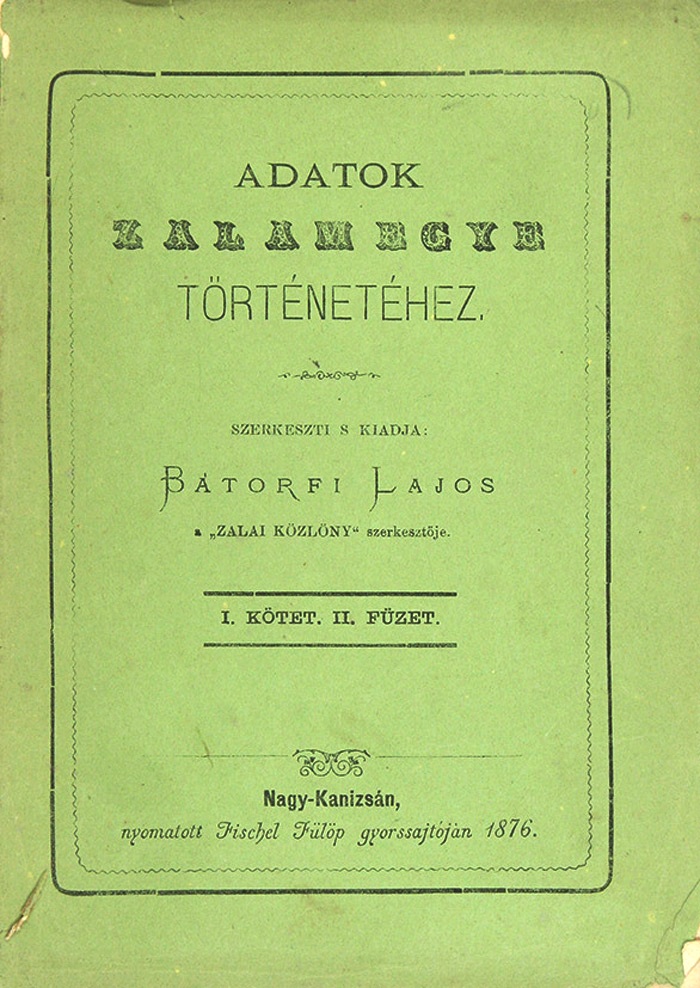 ADATOK
ZALAMEGYE
TÖRTÉNETÉHEZ.
SZERKESZTI S KIADJA:
BÁTORFI LAJOS
a „ZALAI KÖZLÖNY“ szerkesztője.
I. KÖTET. II. FÜZET.
Nagy-Kanizsán,
nyomatott Fischel Fülöp gyorssajtóján 1876.